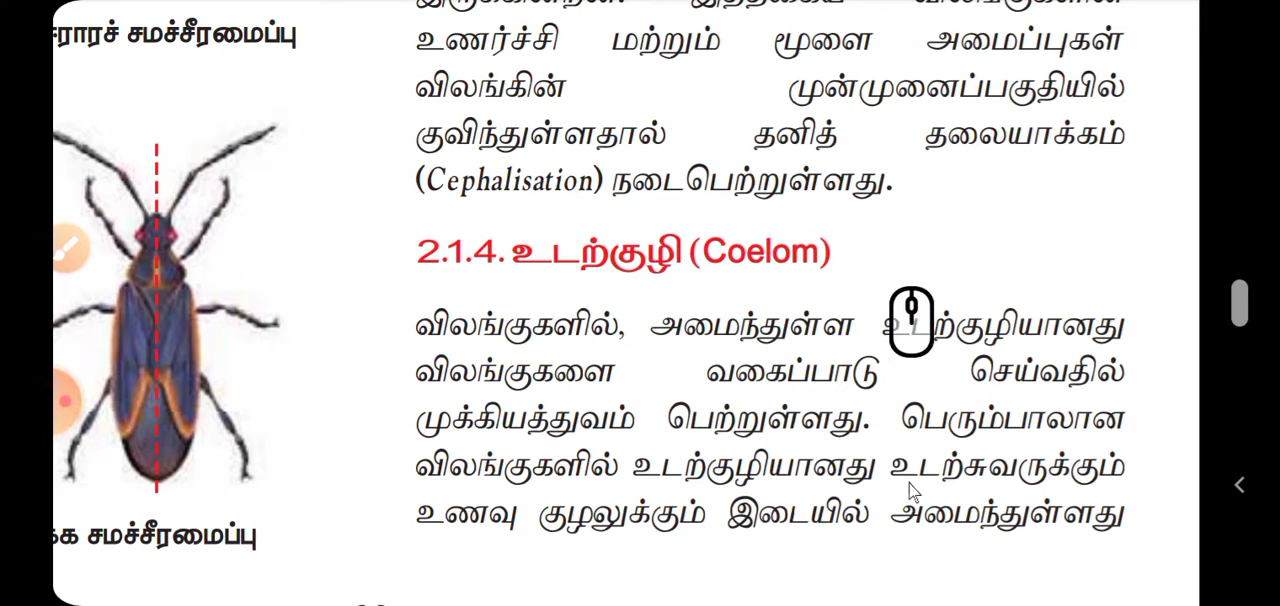 சமச்சீரமைப்பு
உணர்ச்சி மற்றும் மூளை அமைப்புகள்
விலங்கின் முன்முனைப்பகுதியில்
குவிந்துள்ளதால் தனித் தலையாக்கம்
(Cephalisation) நடைபெற்றுள்ளது.
2.1.4. உடற்குழி (Coelom)
விலங்குகளில், அமைந்துள்ள உடற்குழியானது
விலங்குகளை வகைப்பாடு செய்வதில்
முக்கியத்துவம் பெற்றுள்ளது. பெரும்பாலான
விலங்குகளில் உடற்குழியானது உடற்சுவருக்கும்
உணவு குழலுக்கும் இடையில் அமைந்துள்ளது
சமச்சீரமைப்பு